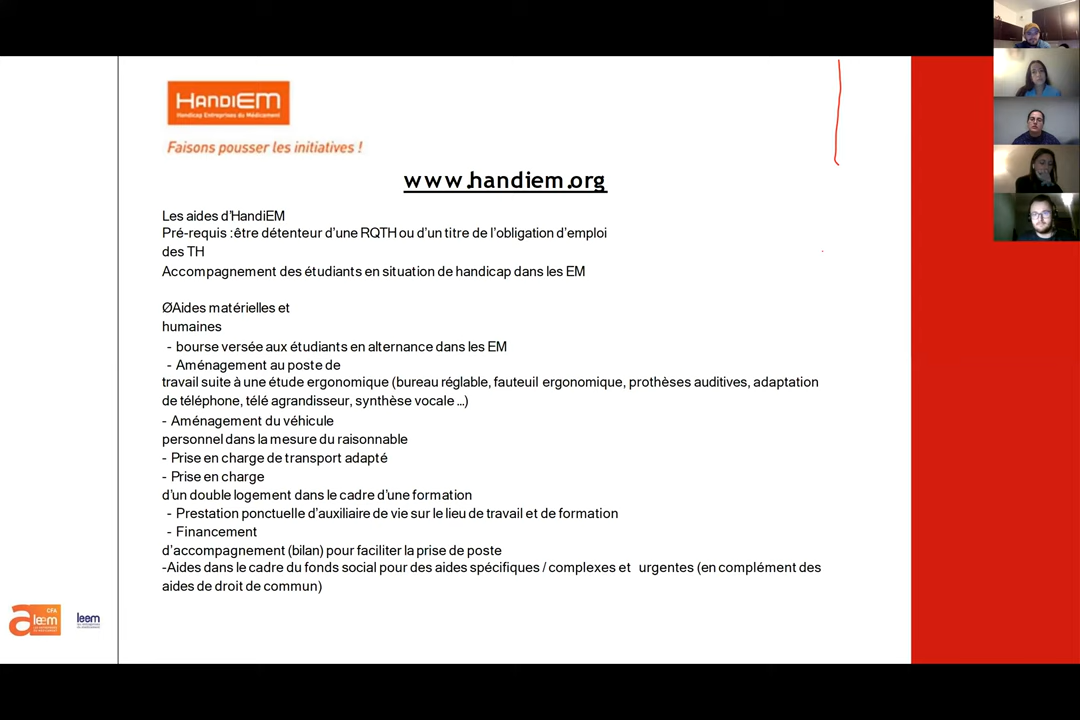 HANDIEM
Handicap Entreprises du Médicament
Faisons pousser les initiatives !
www.handiem.org
Les aides d'HandiEM
Pré-requis :être détenteur d'une RQTH ou d'un titre de l'obligation d'emploi
des TH
Accompagnement des étudiants en situation de handicap dans les EM
ØAides matérielles et
humaines
- bourse versée aux étudiants en alternance dans les EM
- Aménagement au poste de
travail suite à une étude ergonomique (bureau réglable, fauteuil ergonomique, prothèses auditives, adaptation
de téléphone, télé agrandisseur, synthèse vocale ...)
- Aménagement du véhicule
personnel dans la mesure du raisonnable
- Prise en charge de transport adapté
- Prise en charge
d'un double logement dans le cadre d'une formation
- Prestation ponctuelle d'auxiliaire de vie sur le lieu de travail et de formation
- Financement
d'accompagnement (bilan) pour faciliter la prise de poste
-Aides dans le cadre du fonds social pour des aides spécifiques / complexes et urgentes (en complément des
aides de droit de commun)
CFA
leem
leem